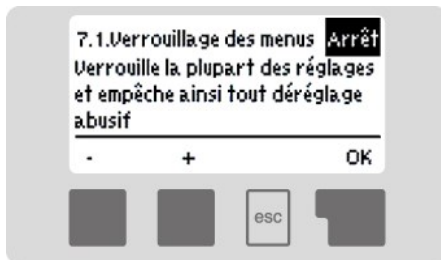 7.1.Verrouillage des menus Arrêt
Verrouille la plupart des réglages
et empêche ainsi tout déréglage
abusif
- + OK
esc